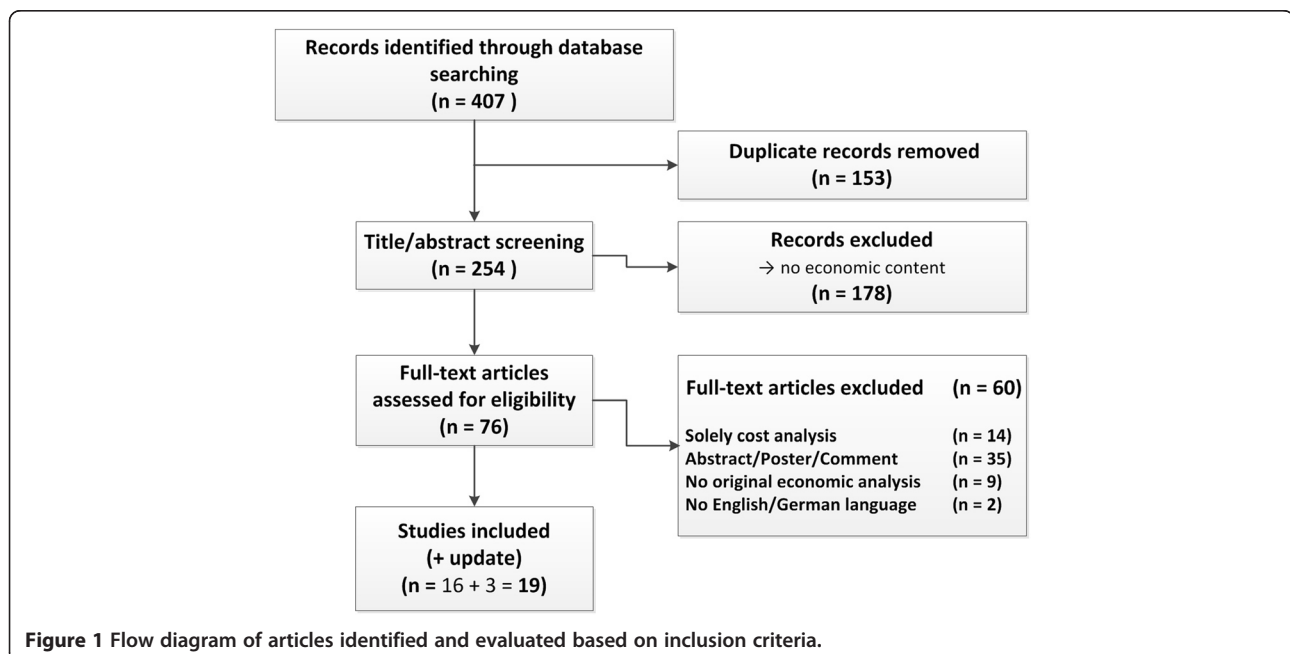 Records identified through database
searching
(n = 407 )
Duplicate records removed
(n = 153)
Title/abstract screening
(n = 254 )
Records excluded
→ no economic content
(n = 178)
Full-text articles
assessed for eligibility
(n = 76)
Full-text articles excluded (n = 60)
Solely cost analysis (n = 14)
Abstract/Poster/Comment (n = 35)
No original economic analysis (n = 9)
No English/German language (n = 2)
Studies included
(+ update)
(n = 16 + 3 = 19)
Figure 1 Flow diagram of articles identified and evaluated based on inclusion criteria.